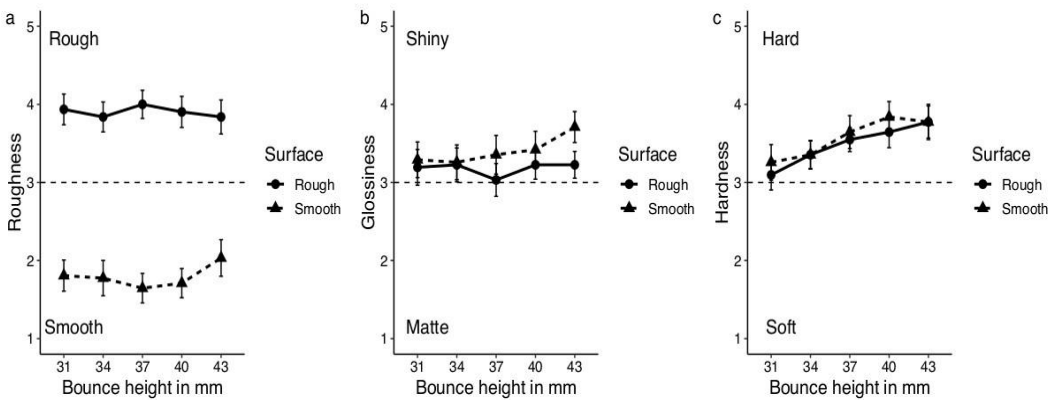 a
5
Rough
4
Roughness
3
2
Smooth
1
31 34 37 40 43
Bounce height in mm
Surface
Rough
Smooth
b
5
Shiny
4
Glossiness
3
2
Matte
1
31 34 37 40 43
Bounce height in mm
Surface
Rough
Smooth
c
5
Hard
4
Hardness
3
2
Soft
1
31 34 37 40 43
Bounce height in mm
Surface
Rough
Smooth